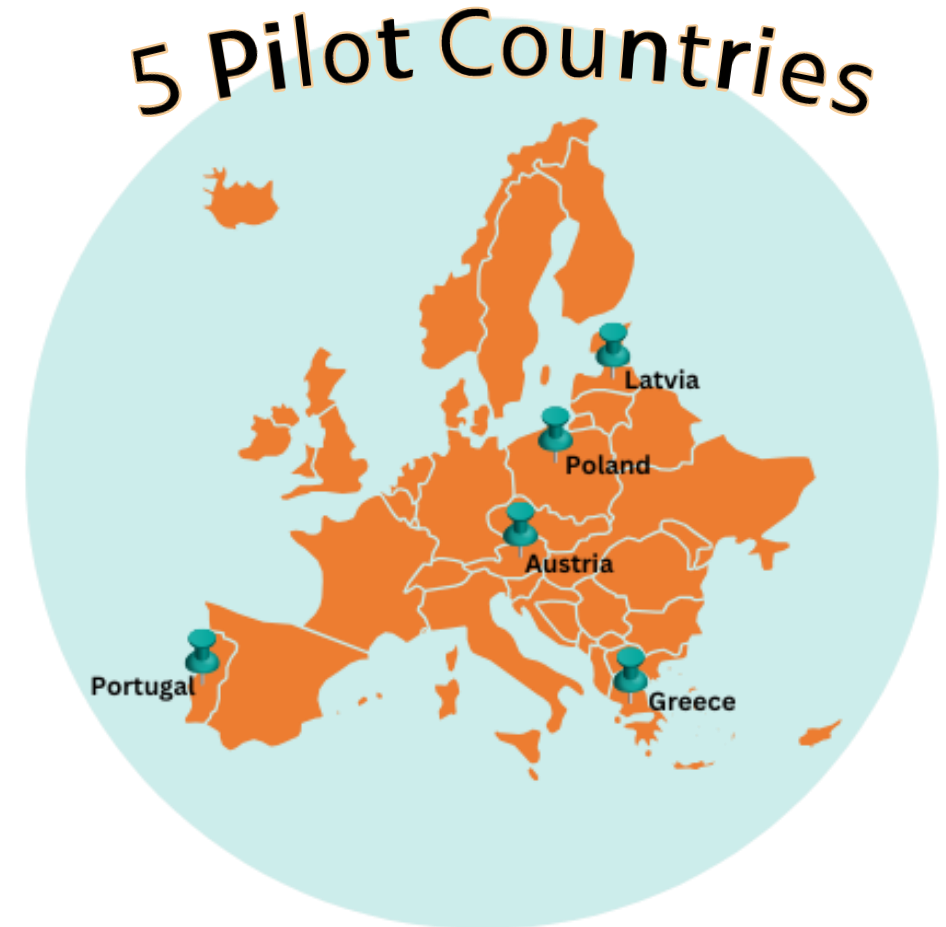 5 Pilot Countries
Latvia
Poland
Austria
Portugal
Greece